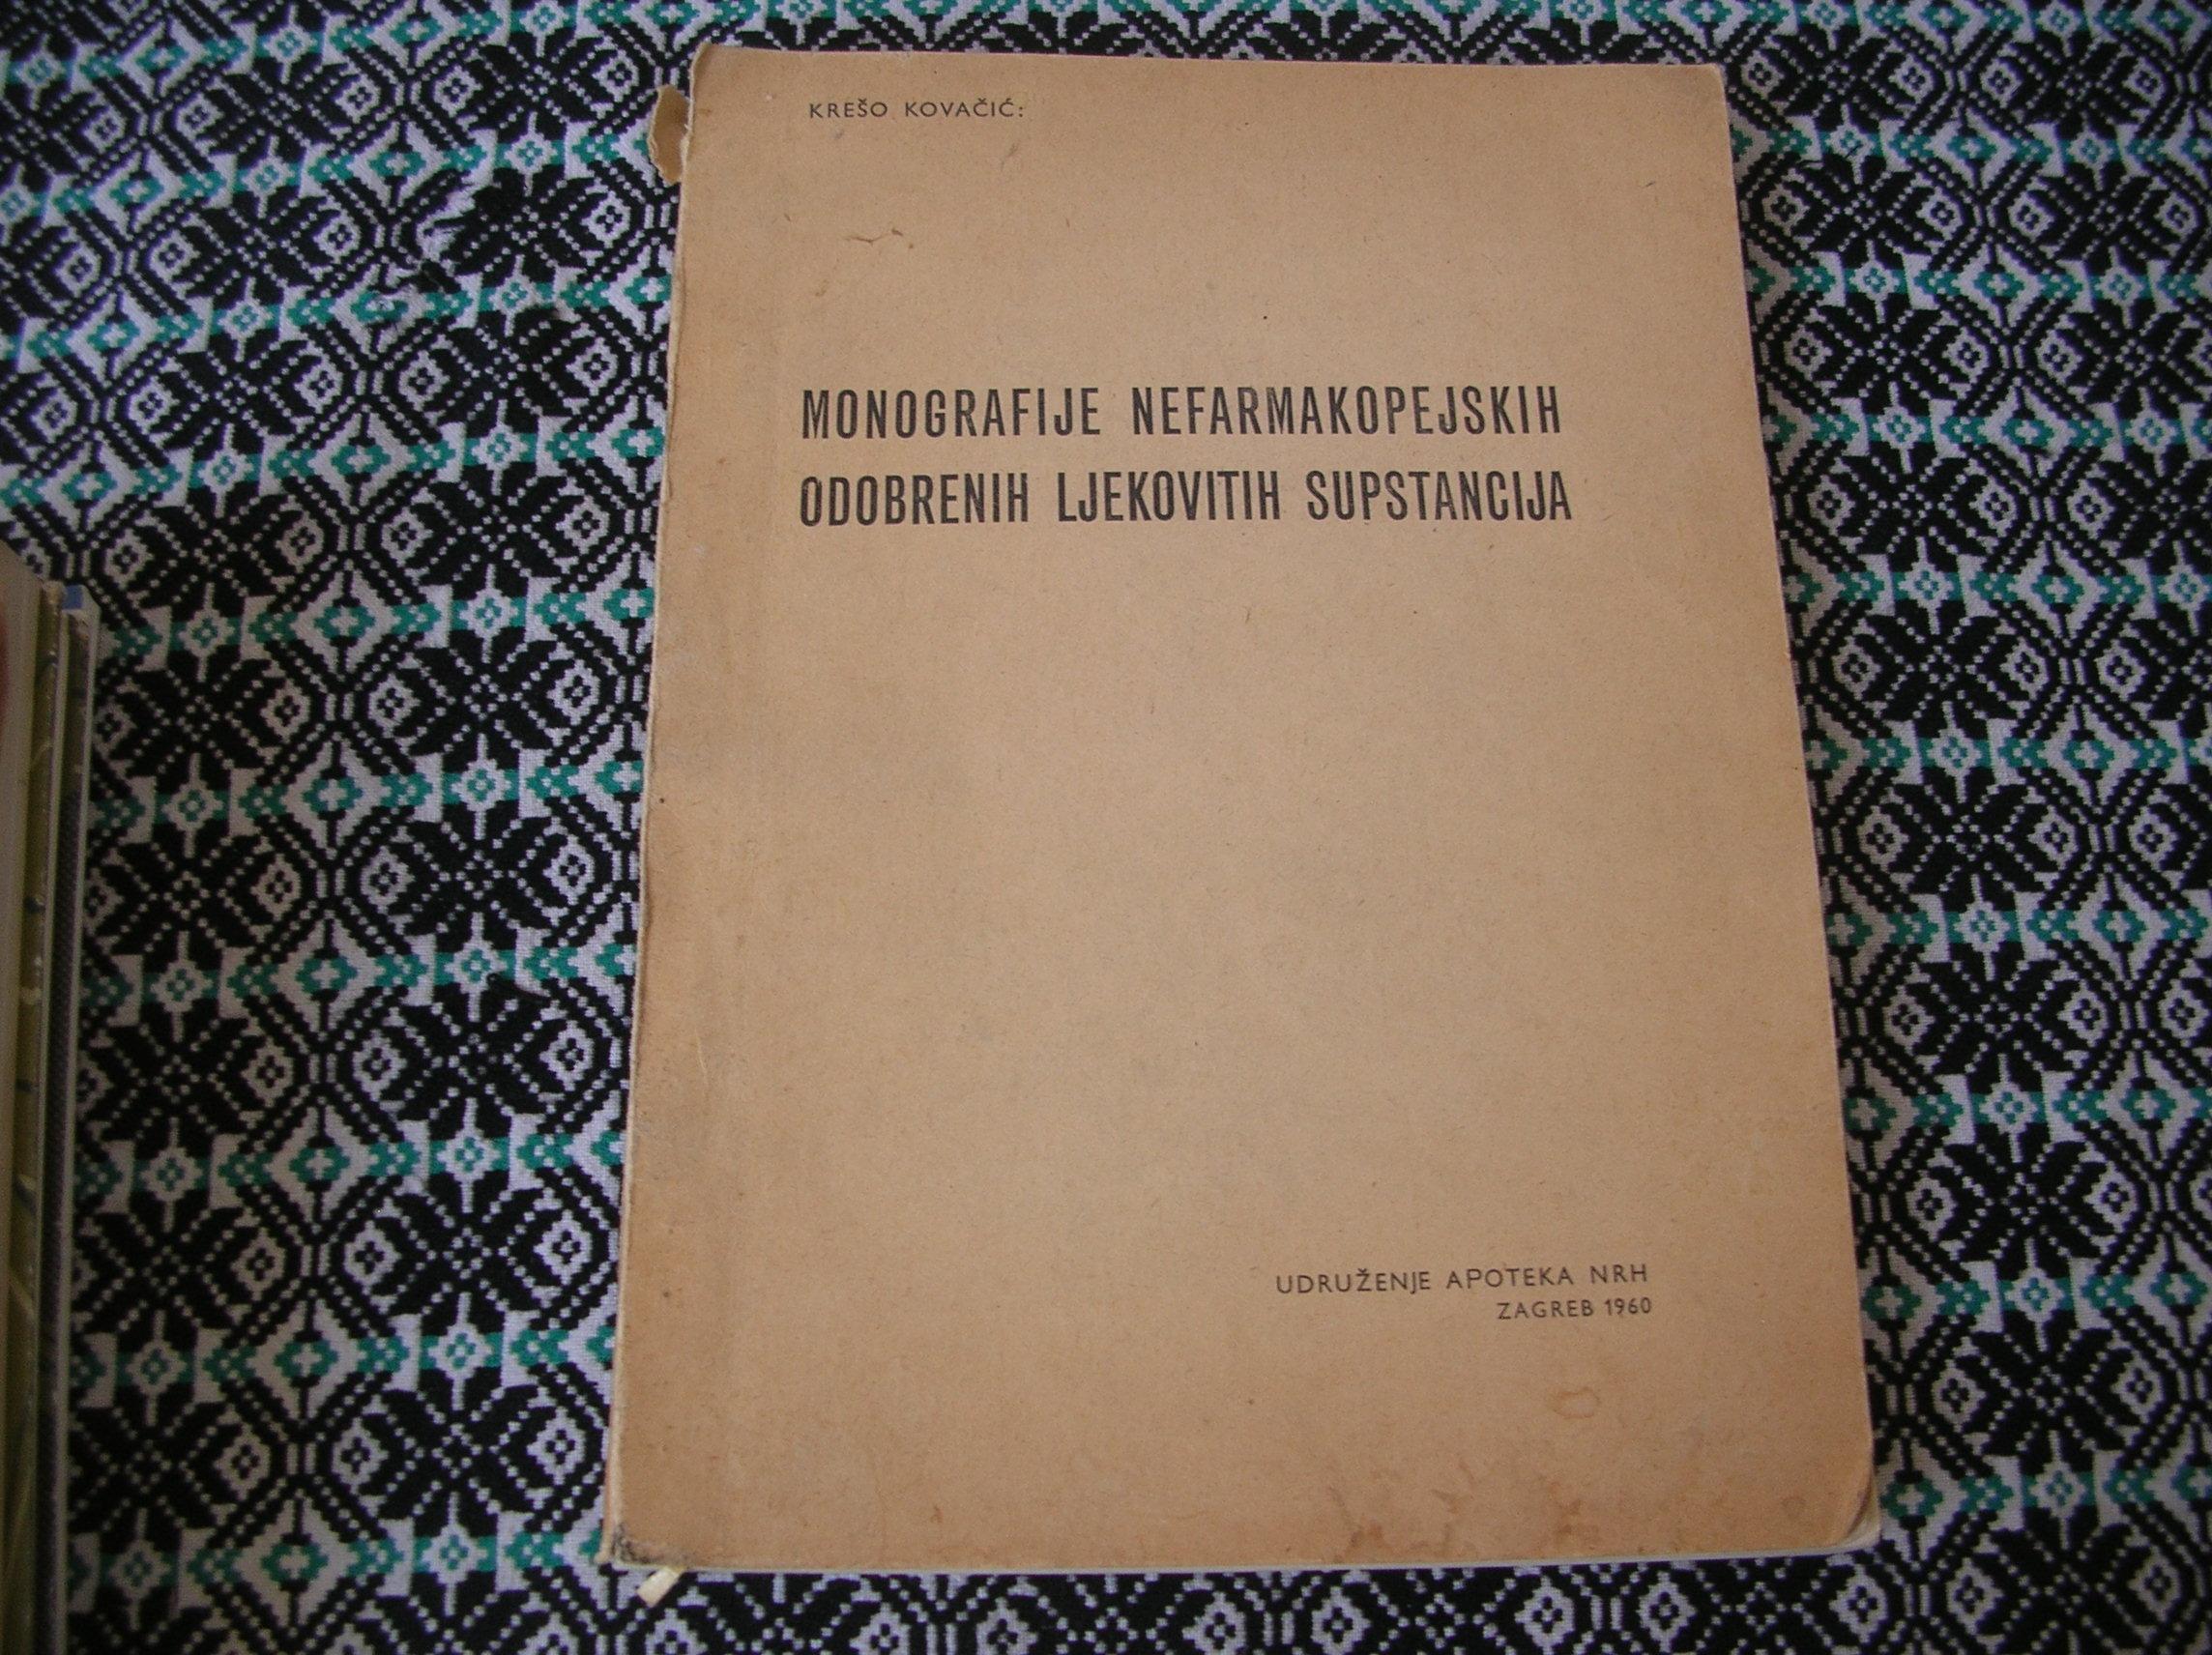 KREŠO KOVAČIĆ:
MONOGRAFIJE NEFARMAKOPEJSKIH
ODOBRENIH LJEKOVITIH SUPSTANCIJA
UDRUŽENJE APOTEKA NRH
ZAGREB 1960